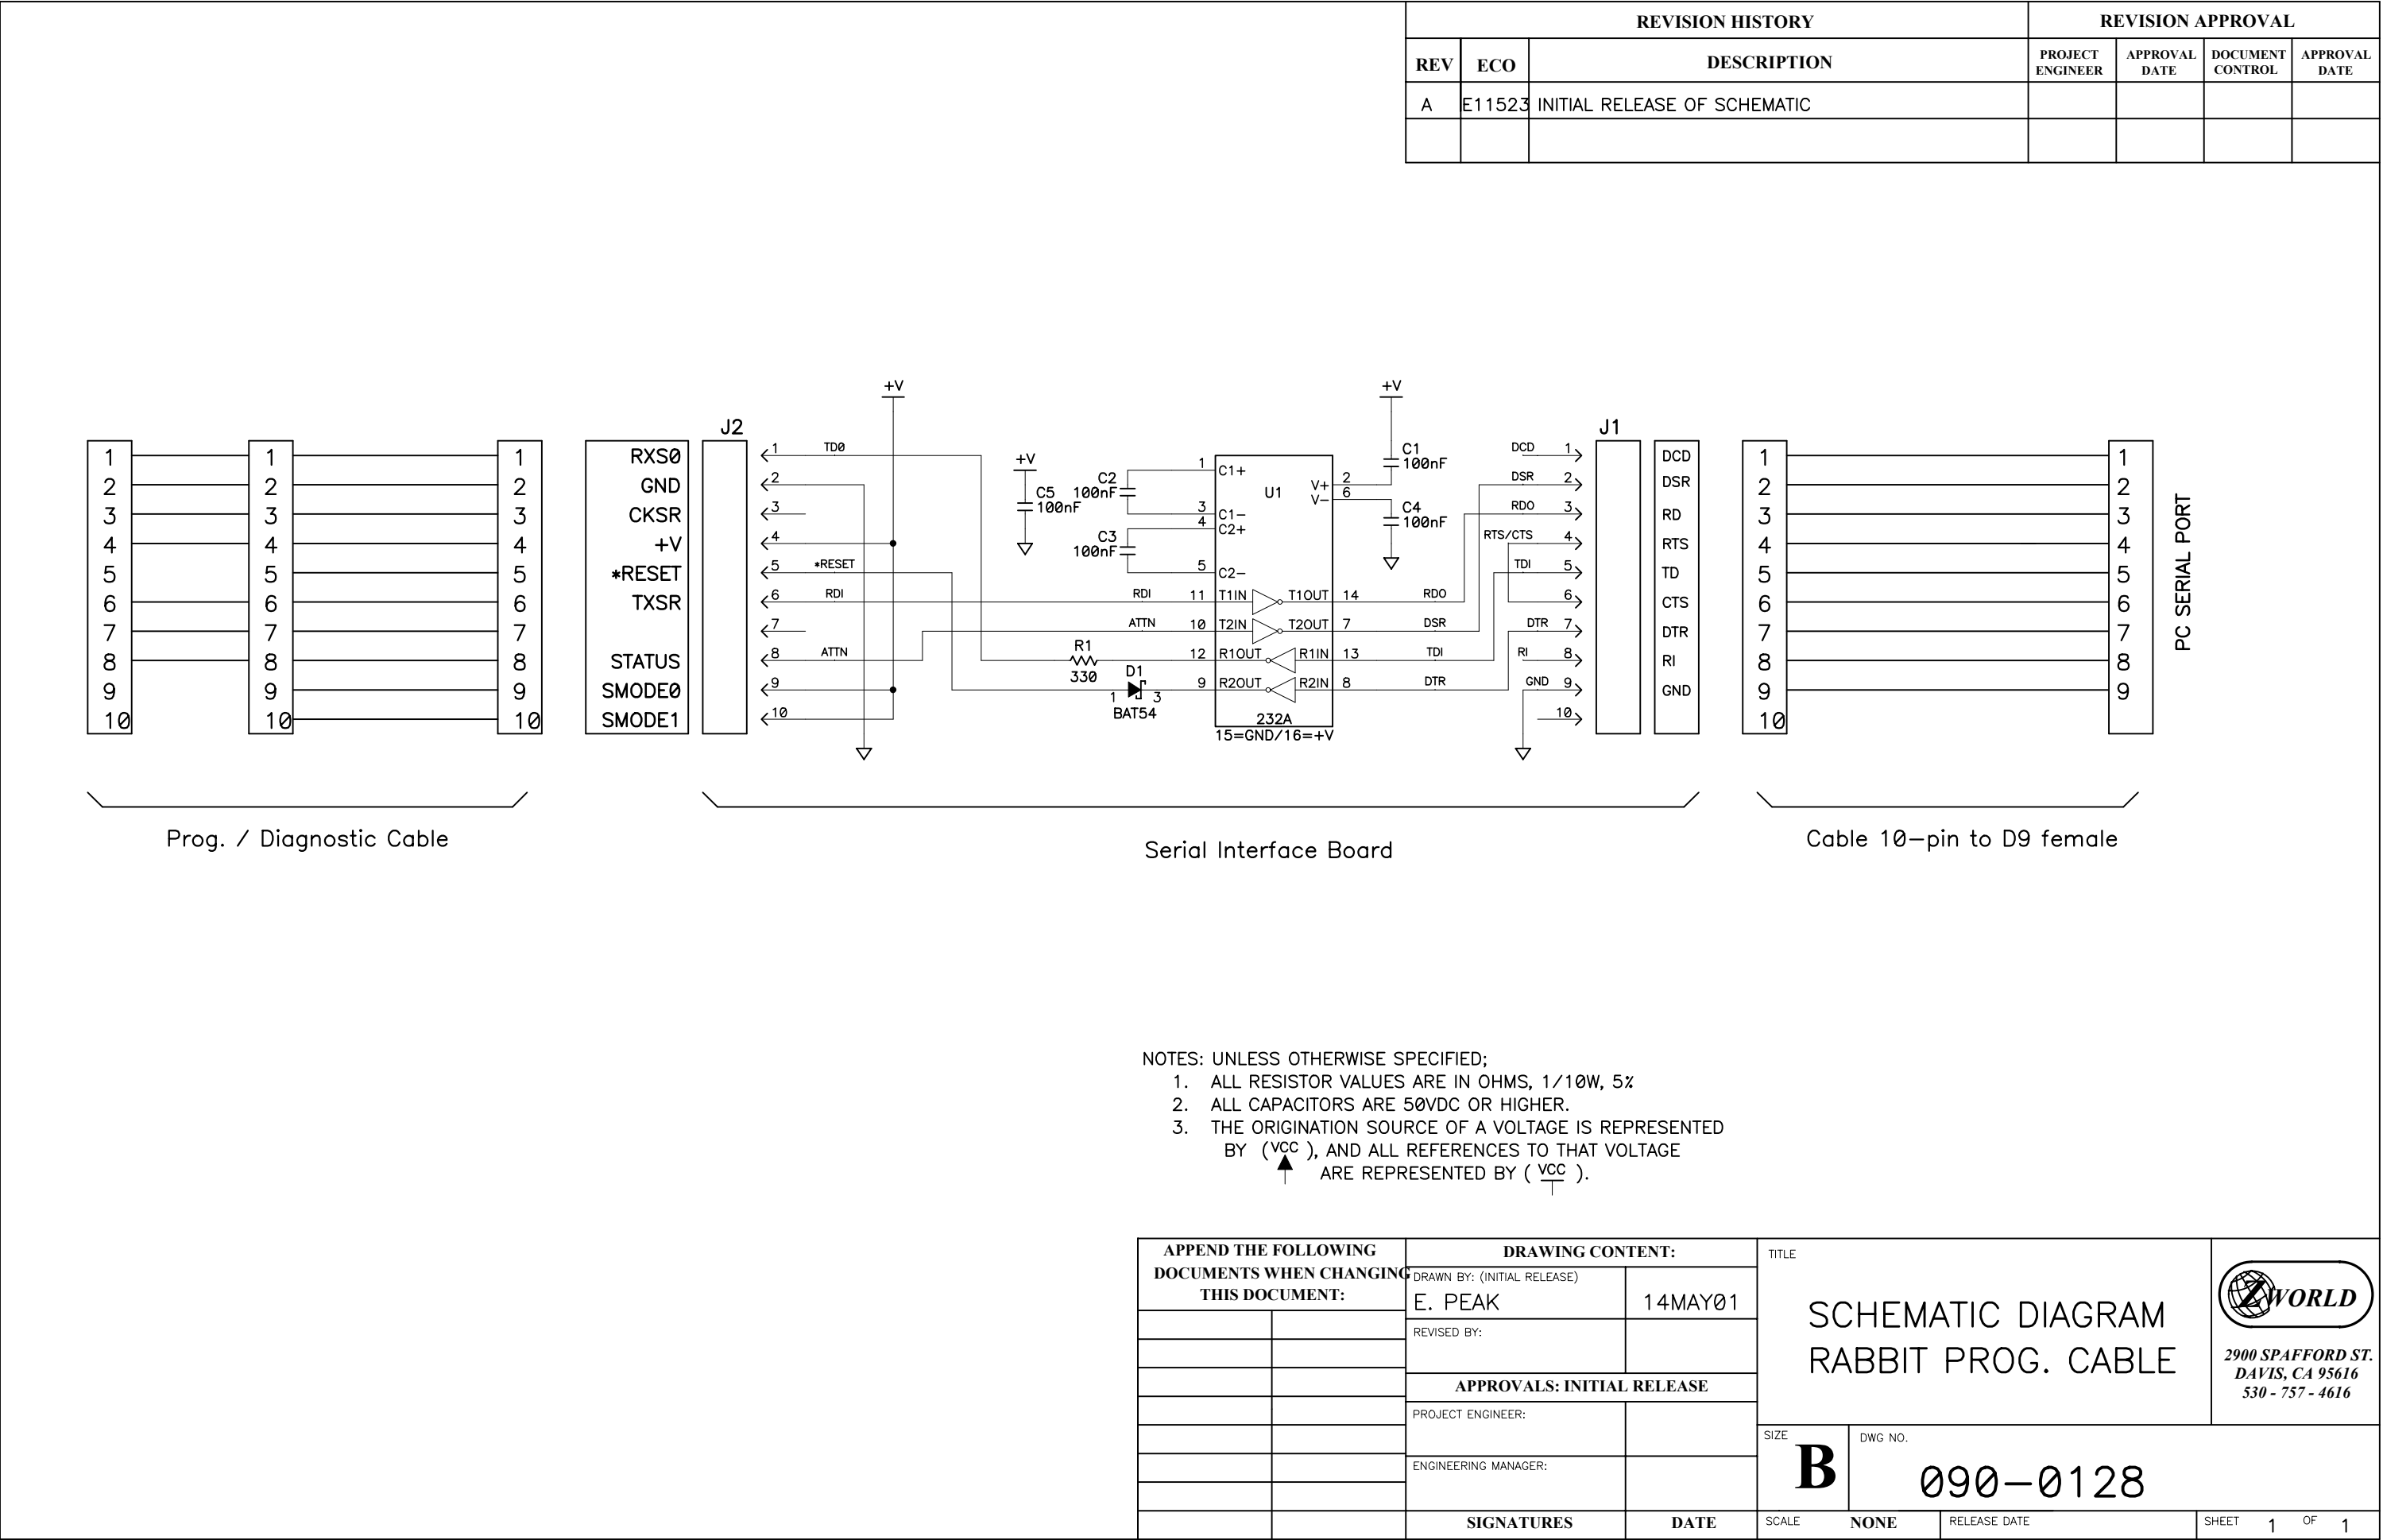 REVISION HISTORY
REVISION APPROVAL
REV
ECO
DESCRIPTION
PROJECT ENGINEER
APPROVAL DATE
DOCUMENT CONTROL
APPROVAL DATE
A E11523 INITIAL RELEASE OF SCHEMATIC
1 2 3 4 5 6 7 8 9 10
1 2 3 4 5 6 7 8 9 10
1 2 3 4 5 6 7 8 9 10
RXS0
GND
CKSR
+V
*RESET
TXSR
STATUS
SMODE0
SMODE1
J2
1 TD0
2
3
4
5 *RESET
6 RDI
7
8 ATTN
9
10
+V
+V
C5
100nF
C2
100nF
C3
100nF
RDI
ATTN
R1
330
D1
1 3
BAT54
1 C1+
3 C1-
4 C2+
5 C2-
11 T1IN T1OUT 14
10 T2IN T2OUT 7
12 R1OUT R1IN 13
9 R2OUT R2IN 8
U1
V+ 2
V- 6
232A
15=GND/16=+V
+V
C1
100nF
C4
100nF
RDO
DSR
TDI
DTR
J1
DCD 1
DSR 2
RDO 3
RTS/CTS 4
TDI 5
6
DTR 7
RI 8
GND 9
10
DCD
DSR
RD
RTS
TD
CTS
DTR
RI
GND
1 2 3 4 5 6 7 8 9 10
1 2 3 4 5 6 7 8 9
PC SERIAL PORT
Prog. / Diagnostic Cable
Serial Interface Board
Cable 10-pin to D9 female
NOTES: UNLESS OTHERWISE SPECIFIED;
1. ALL RESISTOR VALUES ARE IN OHMS, 1/10W, 5%
2. ALL CAPACITORS ARE 50VDC OR HIGHER.
3. THE ORIGINATION SOURCE OF A VOLTAGE IS REPRESENTED
BY (VCC), AND ALL REFERENCES TO THAT VOLTAGE
ARE REPRESENTED BY ( VCC ).
APPEND THE FOLLOWING
DOCUMENTS WHEN CHANGING
THIS DOCUMENT:
DRAWING CONTENT:
DRAWN BY: (INITIAL RELEASE)
E. PEAK 14MAY01
REVISED BY:
APPROVALS: INITIAL RELEASE
PROJECT ENGINEER:
ENGINEERING MANAGER:
SIGNATURES DATE
TITLE
SCHEMATIC DIAGRAM
RABBIT PROG. CABLE
Z WORLD
2900 SPAFFORD ST.
DAVIS, CA 95616
530 - 757 - 4616
SIZE
B
DWG NO.
090-0128
SCALE NONE
RELEASE DATE
SHEET 1 OF 1